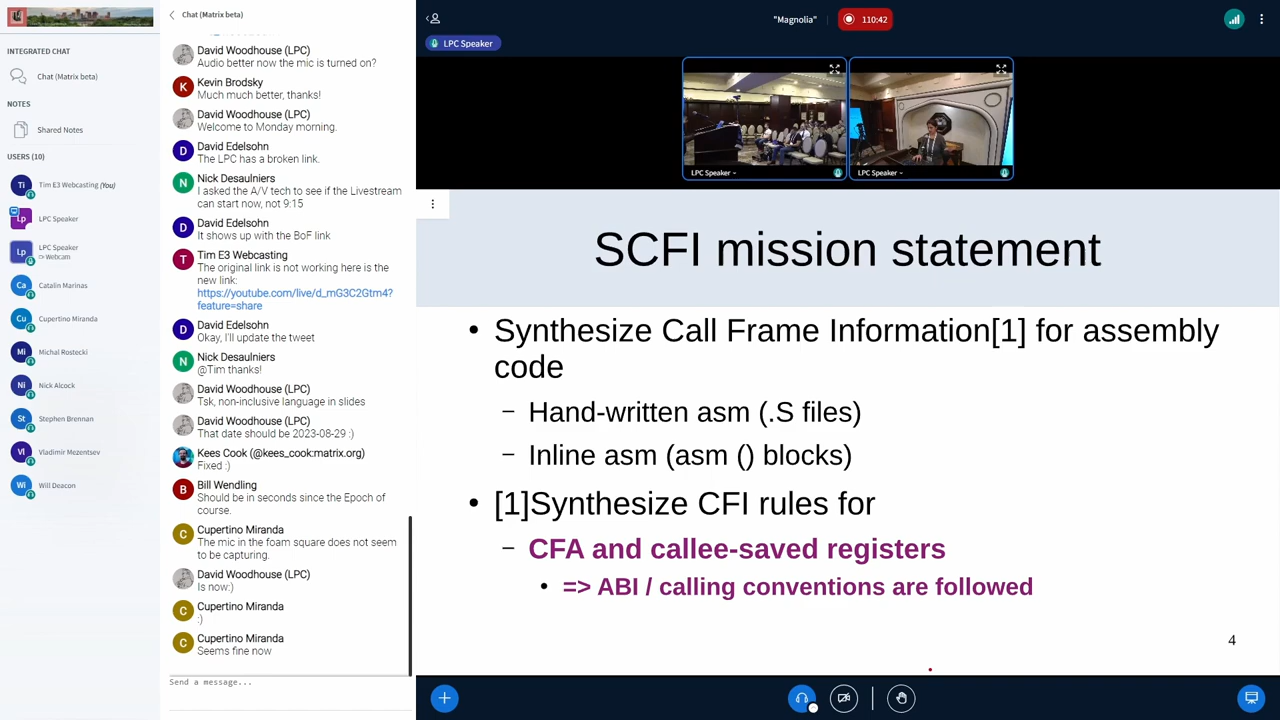 INTEGRATED CHAT
Chat (Matrix beta)
NOTES
Shared Notes
USERS (10)
Ti
Tim E3 Webcasting (You)
Lp
LPC Speaker
Lp
LPC Speaker
Webcam
Ca
Catalin Marinas
Cu
Cupertino Miranda
Mi
Michal Rostecki
Ni
Nick Alcock
St
Stephen Brennan
Vl
Vladimir Mezentsev
Wi
Will Deacon
Chat (Matrix beta)
David Woodhouse (LPC)
Audio better now the mic is turned on?
K
Kevin Brodsky
Much much better, thanks!
David Woodhouse (LPC)
Welcome to Monday morning.
D
David Edelsohn
The LPC has a broken link.
N
Nick Desaulniers
I asked the A/V tech to see if the Livestream
can start now, not 9:15
D
David Edelsohn
It shows up with the BoF link
T
Tim E3 Webcasting
The original link is not working here is the
new link:
https://youtube.com/live/d_mG3C2Gtm4?
feature=share
D
David Edelsohn
Okay, I'll update the tweet
N
Nick Desaulniers
@Tim thanks!
David Woodhouse (LPC)
Tsk, non-inclusive language in slides
David Woodhouse (LPC)
That date should be 2023-08-29 :)
Kees Cook (@kees_cook:matrix.org)
Fixed :)
B
Bill Wendling
Should be in seconds since the Epoch of
course.
C
Cupertino Miranda
The mic in the foam square does not seem
to be capturing.
David Woodhouse (LPC)
Is now:)
C
Cupertino Miranda
:)
C
Cupertino Miranda
Seems fine now
Send a message...
"Magnolia"
110:42
LPC Speaker
LPC Speaker
LPC Speaker
SCFI mission statement
• Synthesize Call Frame Information[1] for assembly
code
– Hand-written asm (.S files)
– Inline asm (asm () blocks)
• [1]Synthesize CFI rules for
– CFA and callee-saved registers
• => ABI / calling conventions are followed
4